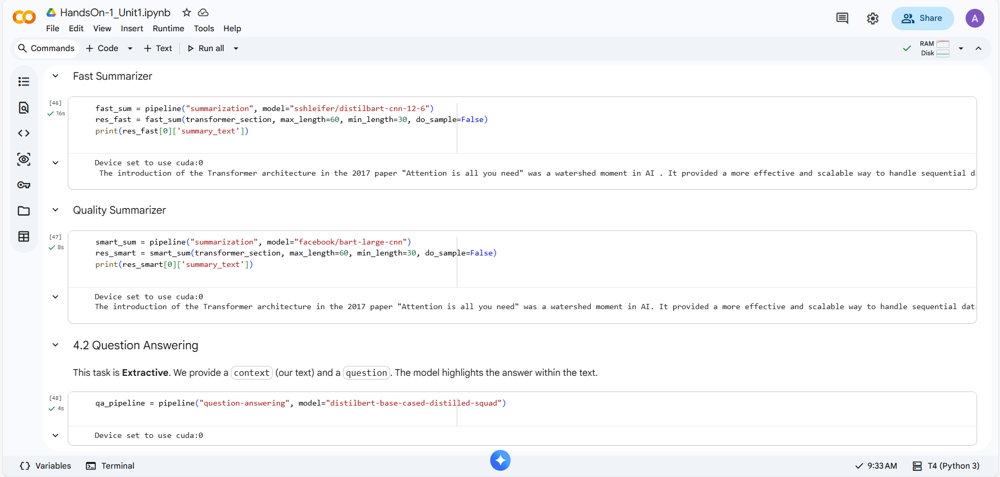 HandsOn-1_Unit1.ipynb
File Edit View Insert Runtime Tools Help
Share
A
Commands + Code + Text Run all
RAM
Disk
Fast Summarizer
[46]
16s
fast_sum = pipeline("summarization", model="sshleifer/distilbart-cnn-12-6")
res_fast = fast_sum(transformer_section, max_length=60, min_length=30, do_sample=False)
print(res_fast[0]['summary_text'])
Device set to use cuda:0
The introduction of the Transformer architecture in the 2017 paper "Attention is all you need" was a watershed moment in AI . It provided a more effective and scalable way to handle sequential d
Quality Summarizer
[47]
8s
smart_sum = pipeline("summarization", model="facebook/bart-large-cnn")
res_smart = smart_sum(transformer_section, max_length=60, min_length=30, do_sample=False)
print(res_smart[0]['summary_text'])
Device set to use cuda:0
The introduction of the Transformer architecture in the 2017 paper "Attention is all you need" was a watershed moment in AI. It provided a more effective and scalable way to handle sequential dat
4.2 Question Answering
This task is Extractive. We provide a context (our text) and a question. The model highlights the answer within the text.
[48]
4s
qa_pipeline = pipeline("question-answering", model="distilbert-base-cased-distilled-squad")
Device set to use cuda:0
Variables Terminal
9:33 AM T4 (Python 3)